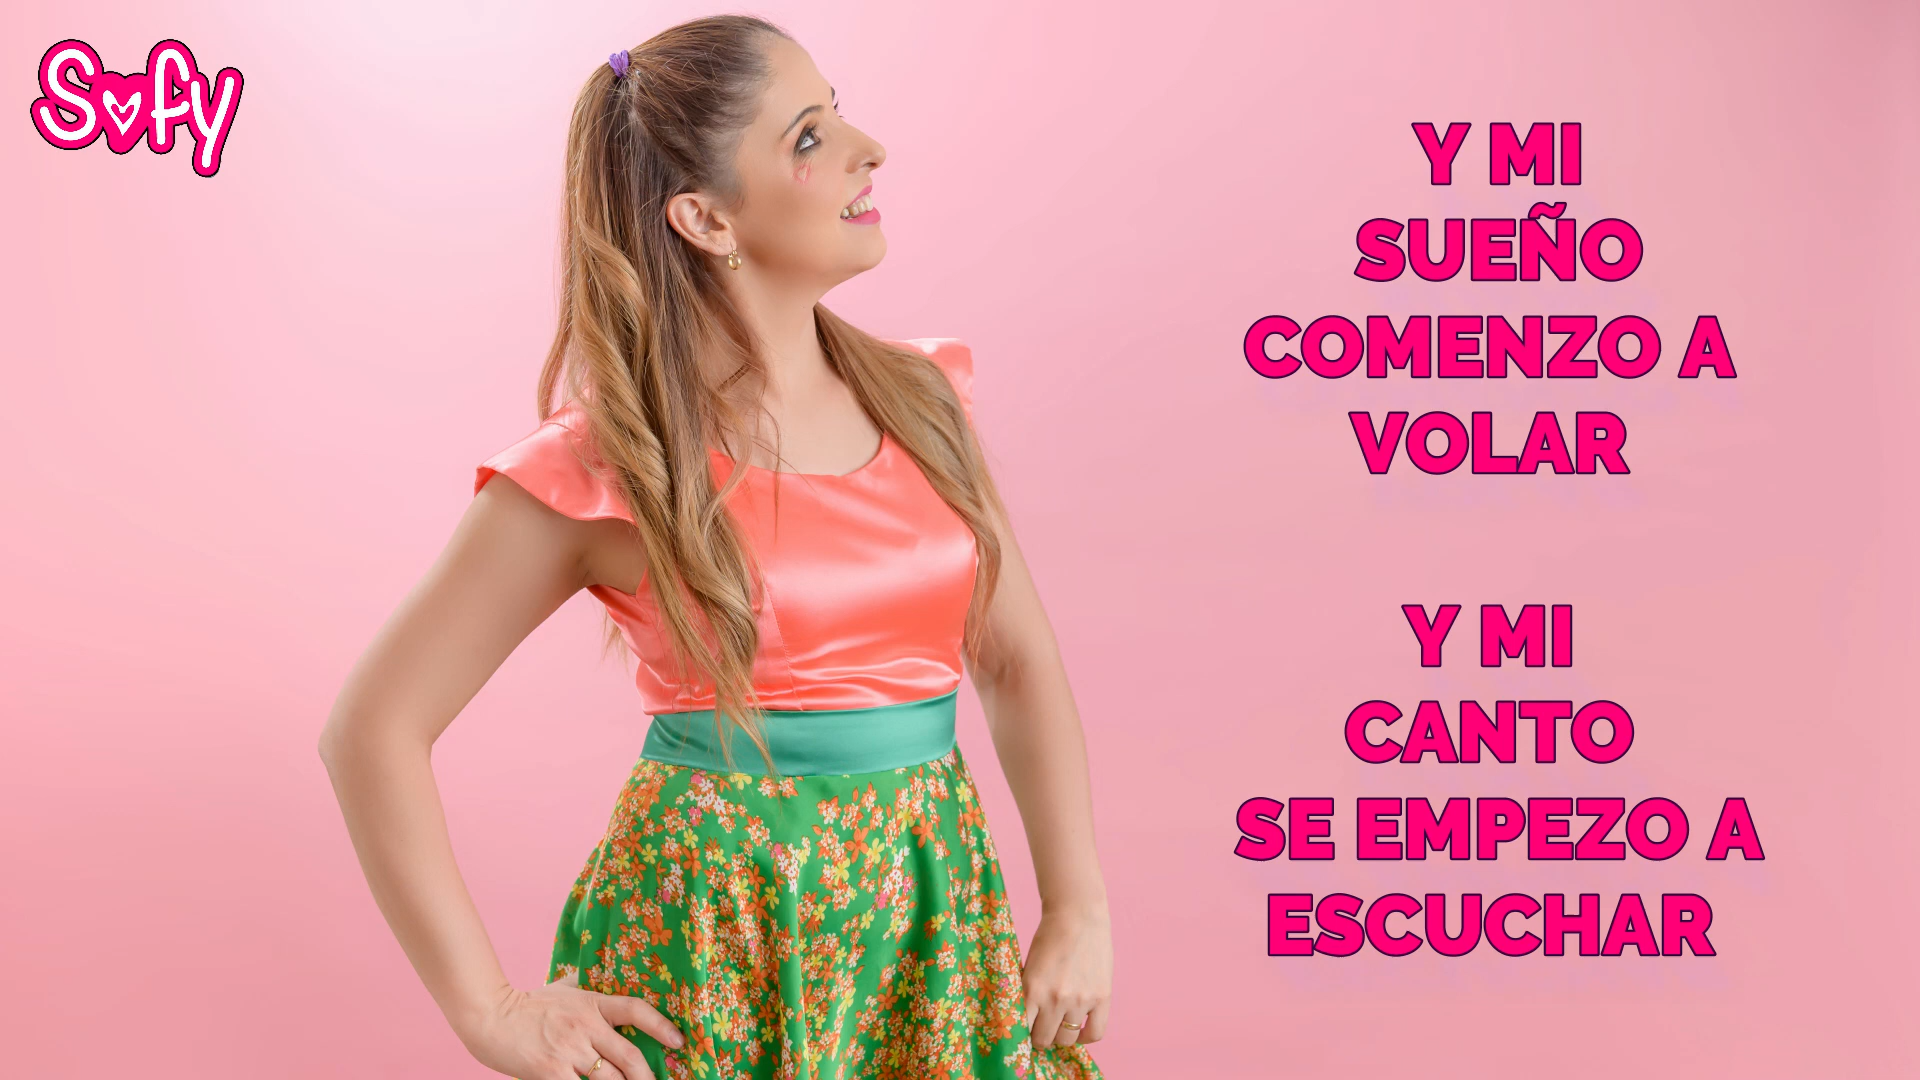 Sofy
Y MI
SUEÑO
COMENZO A
VOLAR
Y MI
CANTO
SE EMPEZO A
ESCUCHAR